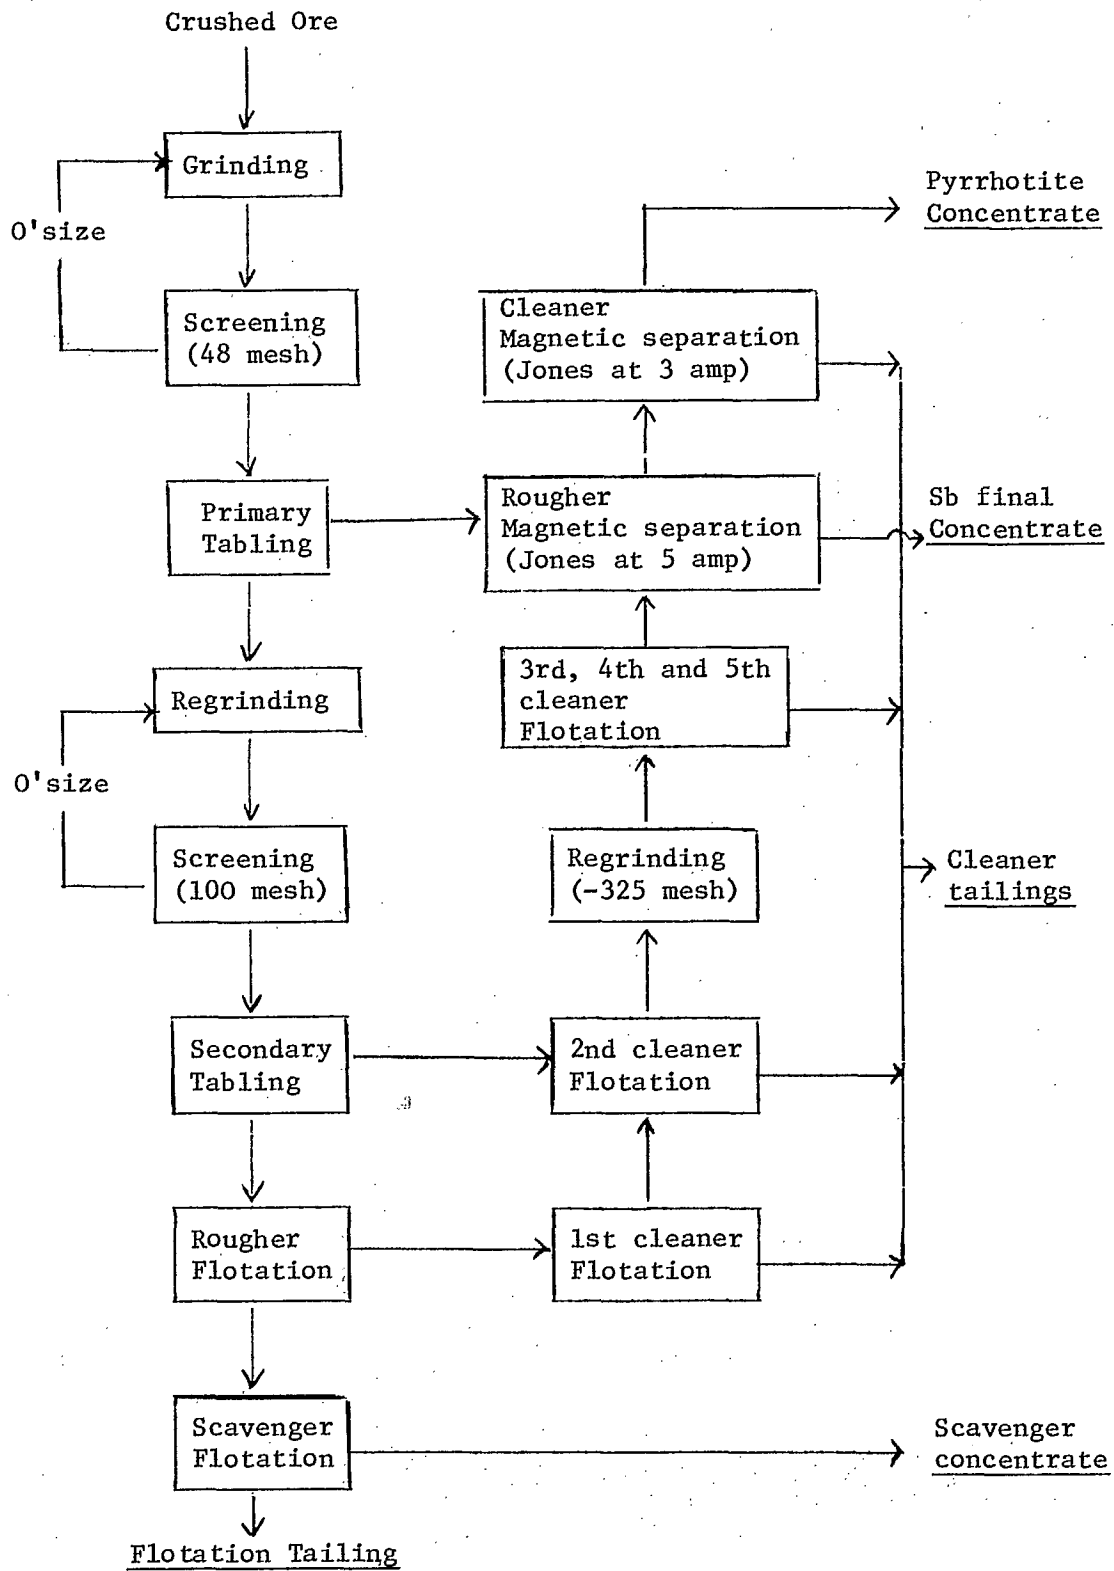 Crushed Ore
Grinding
O'size
Screening
(48 mesh)
Primary
Tabling
Regrinding
O'size
Screening
(100 mesh)
Secondary
Tabling
Rougher
Flotation
Scavenger
Flotation
Flotation Tailing
Cleaner
Magnetic separation
(Jones at 3 amp)
Rougher
Magnetic separation
(Jones at 5 amp)
3rd, 4th and 5th
cleaner
Flotation
Regrinding
(-325 mesh)
2nd cleaner
Flotation
1st cleaner
Flotation
Pyrrhotite
Concentrate
Sb final
Concentrate
Cleaner
tailings
Scavenger
concentrate